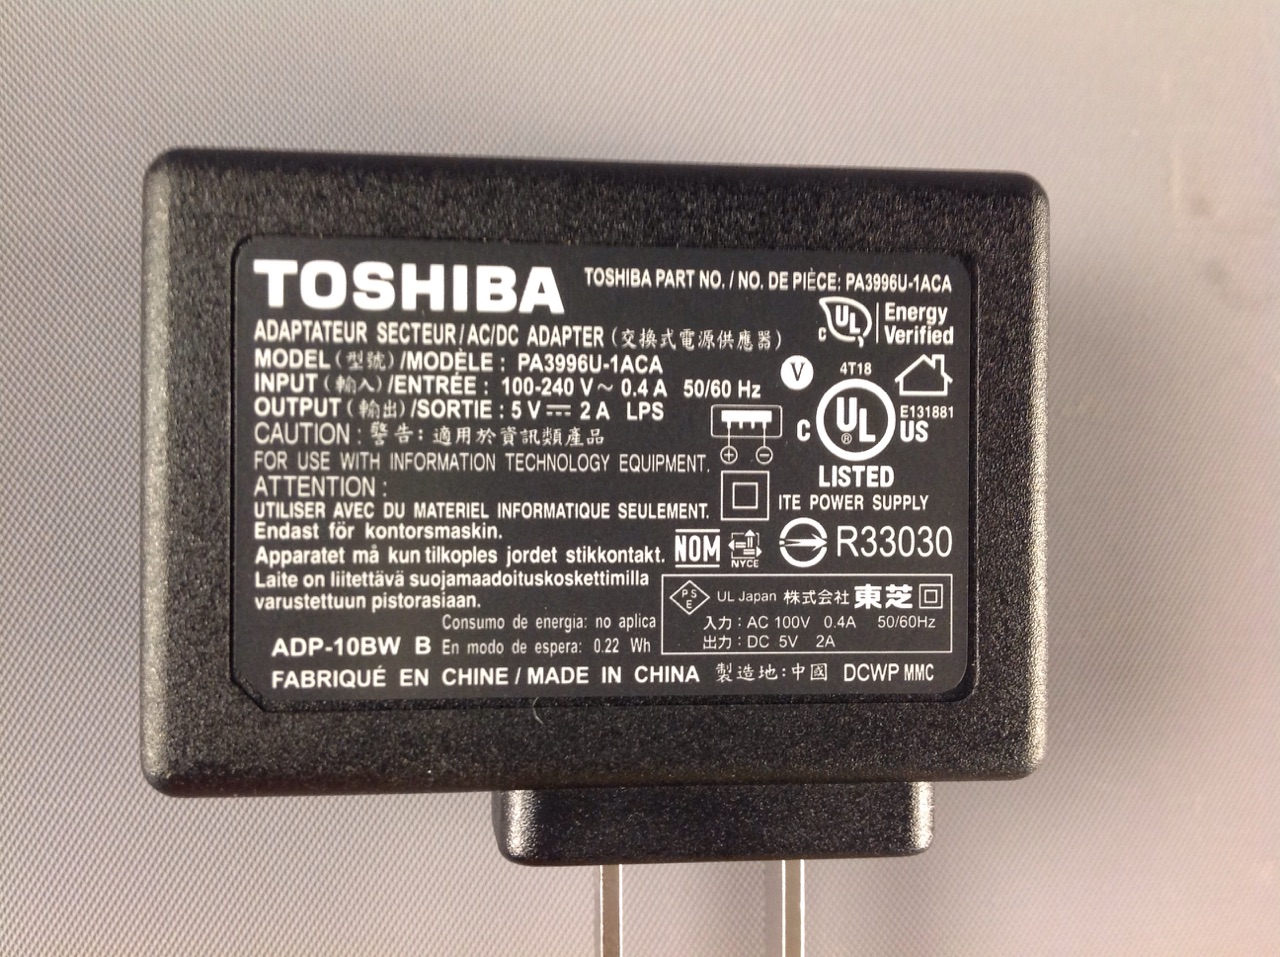 TOSHIBA
TOSHIBA PART NO. / NO. DE PIÈCE: PA3996U-1ACA
ADAPTATEUR SECTEUR/AC/DC ADAPTER (交換式電源供應器)
MODEL (型號) /MODÈLE : PA3996U-1ACA
INPUT (輸入) /ENTRÉE : 100-240 V ~ 0.4 A 50/60 Hz
OUTPUT (輸出) /SORTIE : 5 V ⎓ 2 A LPS
CAUTION : 警告: 適用於資訊類產品
FOR USE WITH INFORMATION TECHNOLOGY EQUIPMENT.
ATTENTION :
UTILISER AVEC DU MATERIEL INFORMATIQUE SEULEMENT.
Endast för kontorsmaskin.
Apparatet må kun tilkoples jordet stikkontakt.
Laite on liitettävä suojamaadoituskoskettimilla
varustettuun pistorasiaan.
Consumo de energia: no aplica
ADP-10BW B En modo de espera: 0.22 Wh
FABRIQUÉ EN CHINE / MADE IN CHINA 製造地:中國 DCWP MMC
C UL Energy
Verified
V
4T18
C UL ® US
E131881
LISTED
ITE POWER SUPPLY
+ −
NOM
NYCE
R33030
PSE UL Japan 株式会社 東芝
入力 : AC 100V 0.4A 50/60Hz
出力 : DC 5V 2A